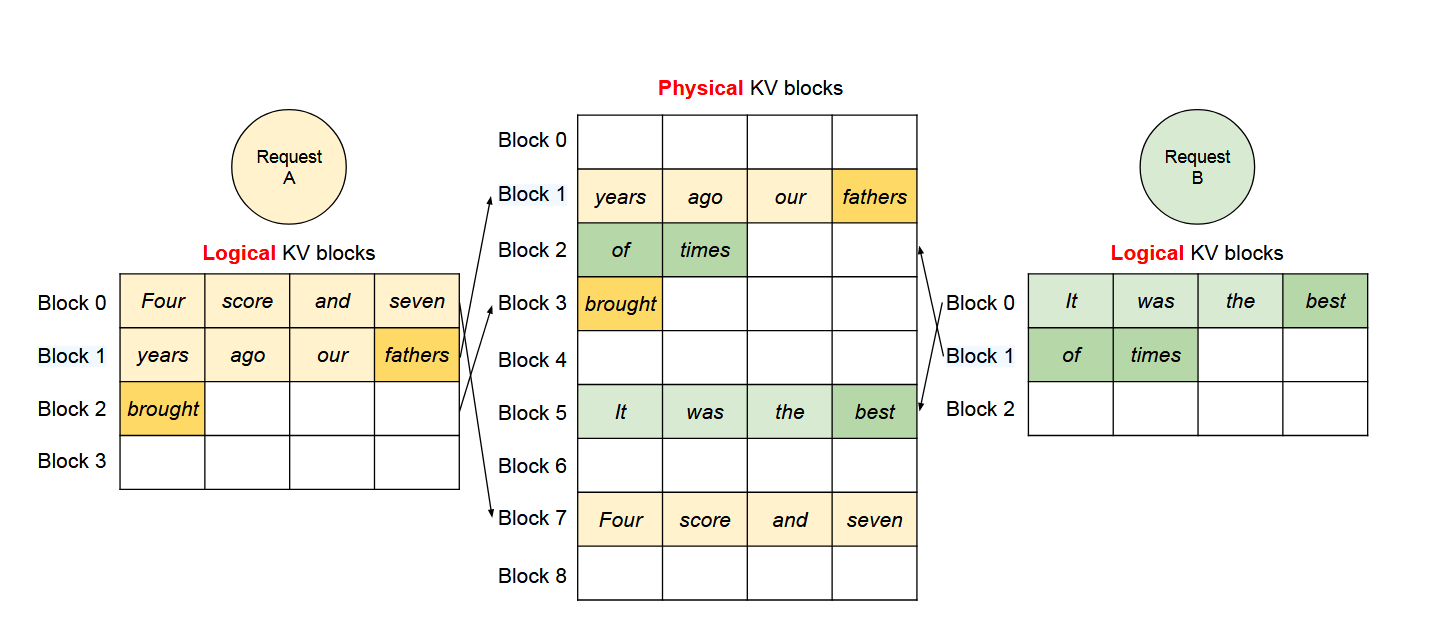 Physical KV blocks
Request
A
Request
B
Logical KV blocks
Block 0 Four score and seven
Block 1 years ago our fathers
Block 2 brought
Block 3
Block 0
Block 1 years ago our fathers
Block 2 of times
Block 3 brought
Block 4
Block 5 It was the best
Block 6
Block 7 Four score and seven
Block 8
Logical KV blocks
Block 0 It was the best
Block 1 of times
Block 2